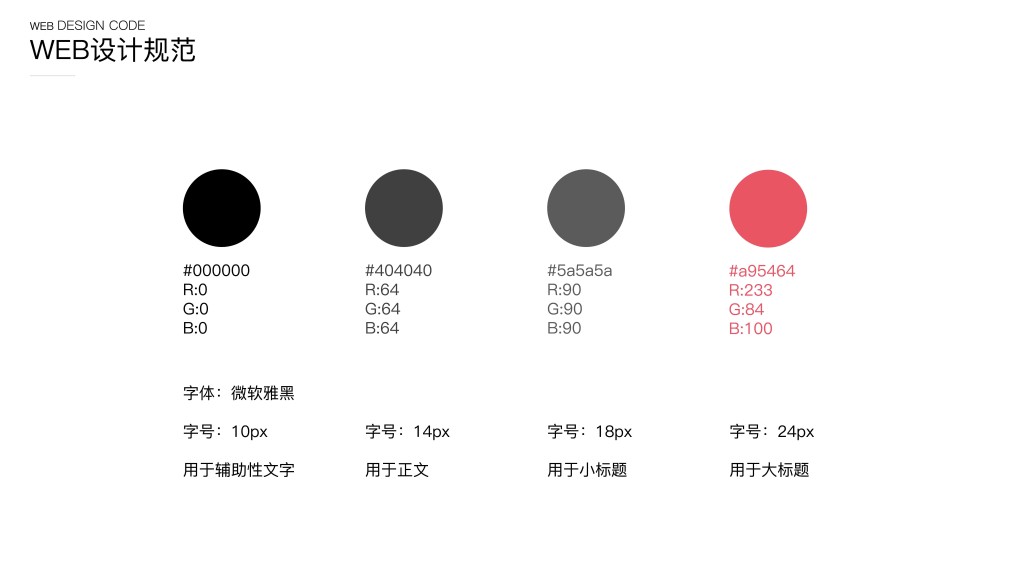 WEB DESIGN CODE
WEB设计规范
#000000
R:0
G:0
B:0
#404040
R:64
G:64
B:64
#5a5a5a
R:90
G:90
B:90
#a95464
R:233
G:84
B:100
字体：微软雅黑
字号：10px
字号：14px
字号：18px
字号：24px
用于辅助性文字
用于正文
用于小标题
用于大标题